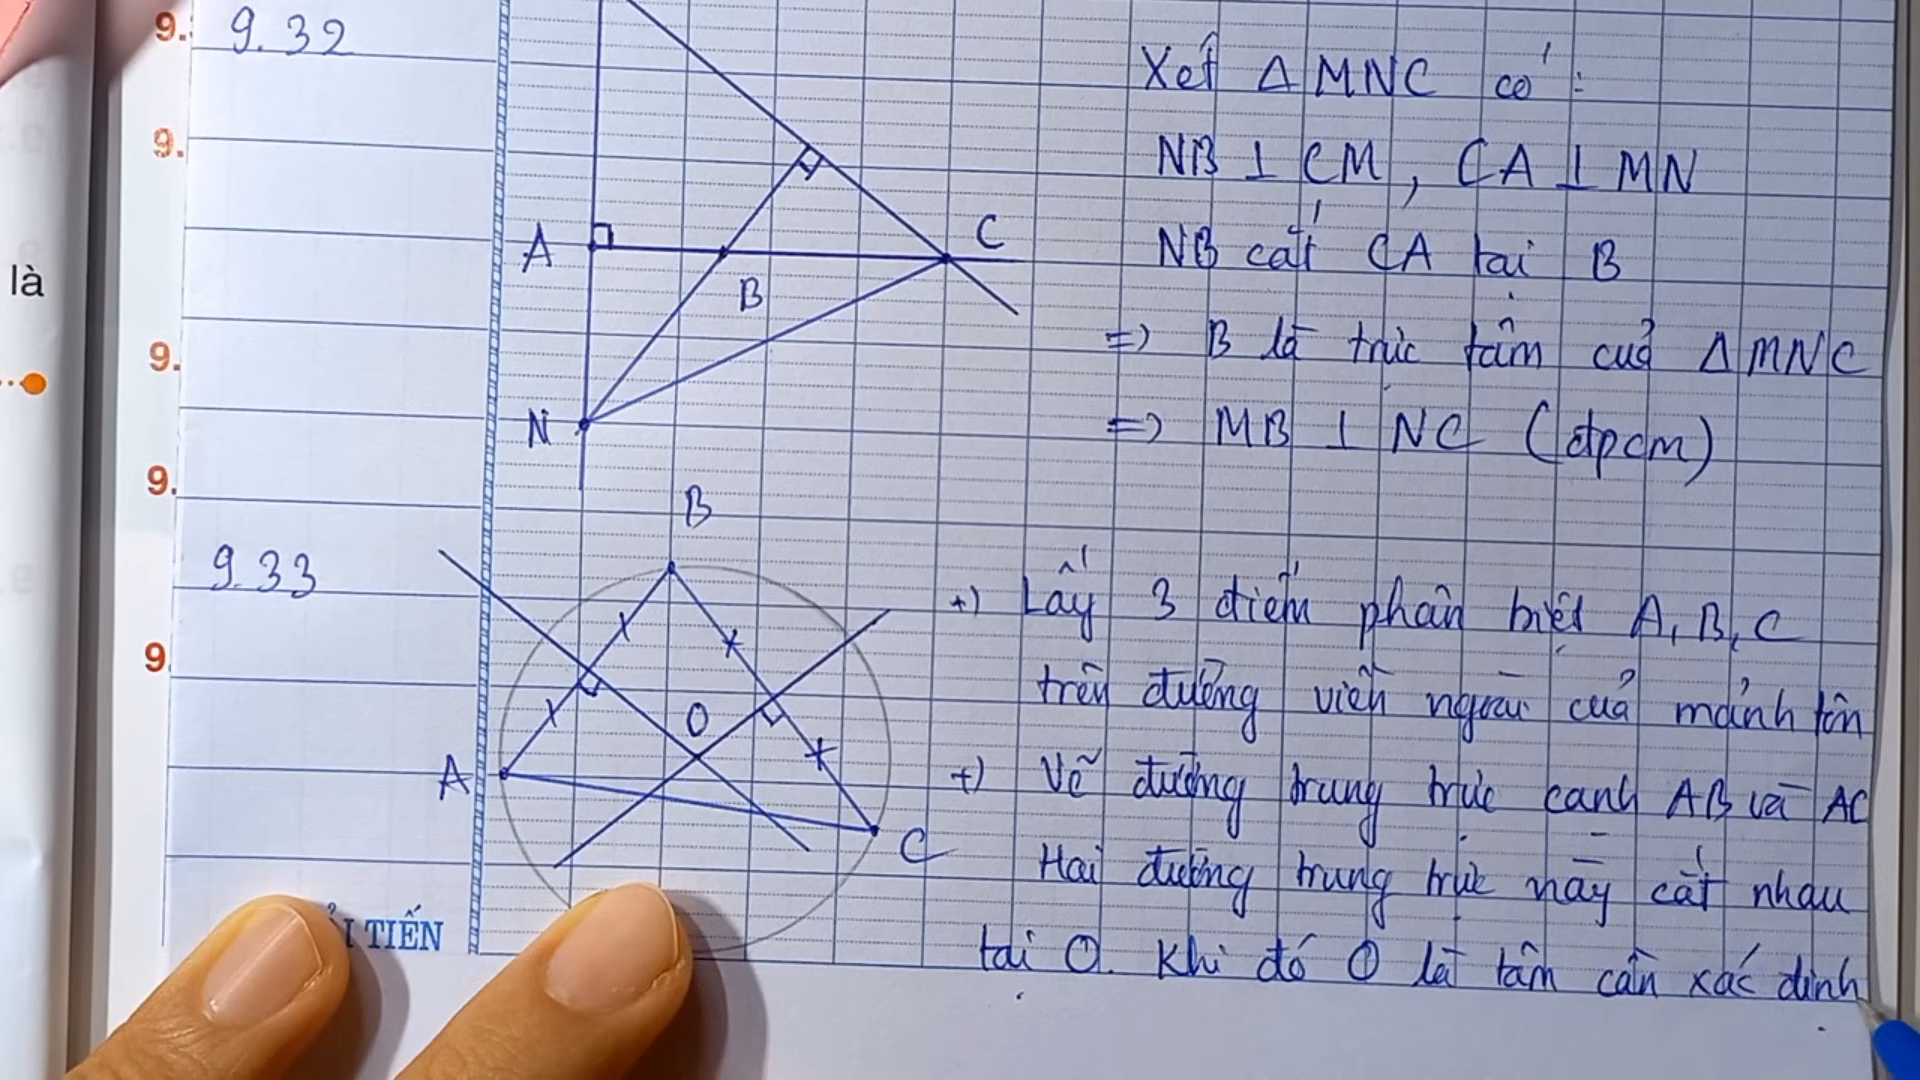 9.
9.32
Xét ΔMNC có:
9.
NB ⊥ CM, CA ⊥ MN
A
C
NB cắt CA tại B
B
là
9.
=> B là trực tâm của ΔMNC
N
=> MB ⊥ NC (đpcm)
9.
B
9.33
+) Lấy 3 điểm phân biệt A, B, C
9.
trên đường viền ngoài của mảnh tôn
O
A
+) Vẽ đường trung trực cạnh AB và AC
C
Hai đường trung trực này cắt nhau
I TIẾN
tại O. Khi đó O là tâm cần xác định